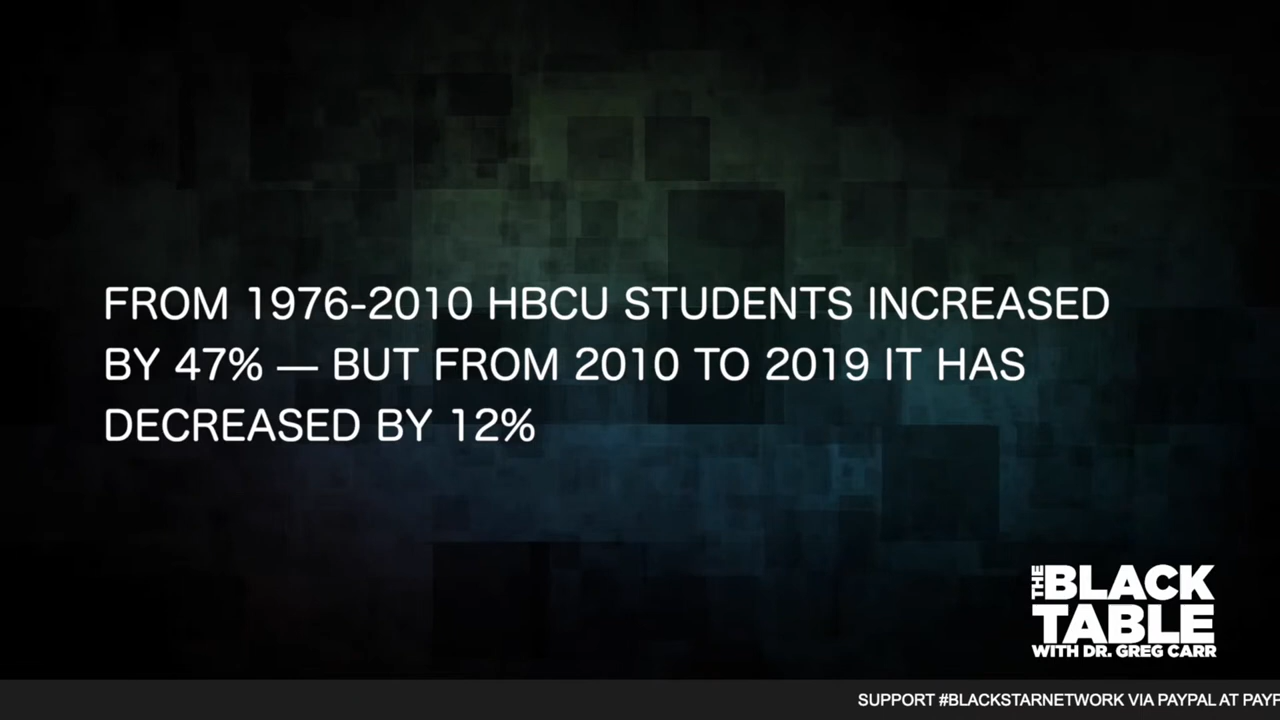 FROM 1976-2010 HBCU STUDENTS INCREASED
BY 47% — BUT FROM 2010 TO 2019 IT HAS
DECREASED BY 12%
THE BLACK
TABLE
WITH DR. GREG CARR
SUPPORT #BLACKSTARNETWORK VIA PAYPAL AT PAYP